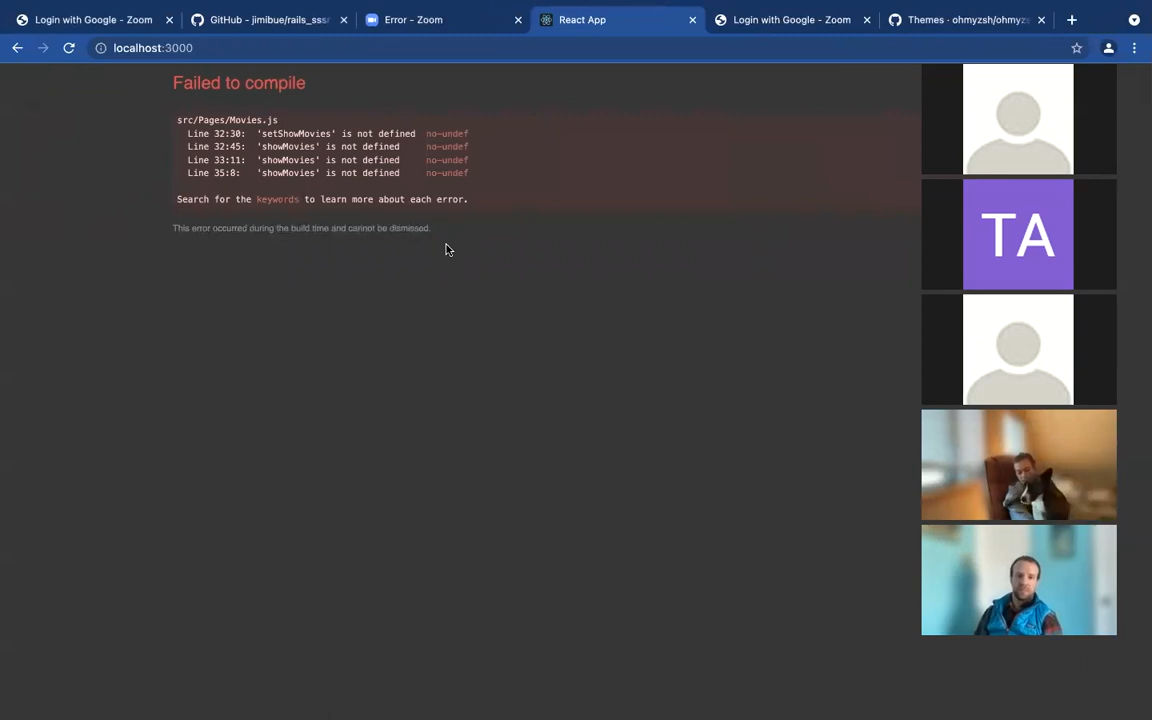 Login with Google - Zoom
GitHub - jimibue/rails_sssr
Error - Zoom
React App
Login with Google - Zoom
Themes · ohmyzsh/ohmyz
localhost:3000
Failed to compile
src/Pages/Movies.js
Line 32:30: 'setShowMovies' is not defined no-undef
Line 32:45: 'showMovies' is not defined no-undef
Line 33:11: 'showMovies' is not defined no-undef
Line 35:8: 'showMovies' is not defined no-undef
Search for the keywords to learn more about each error.
This error occurred during the build time and cannot be dismissed.
TA